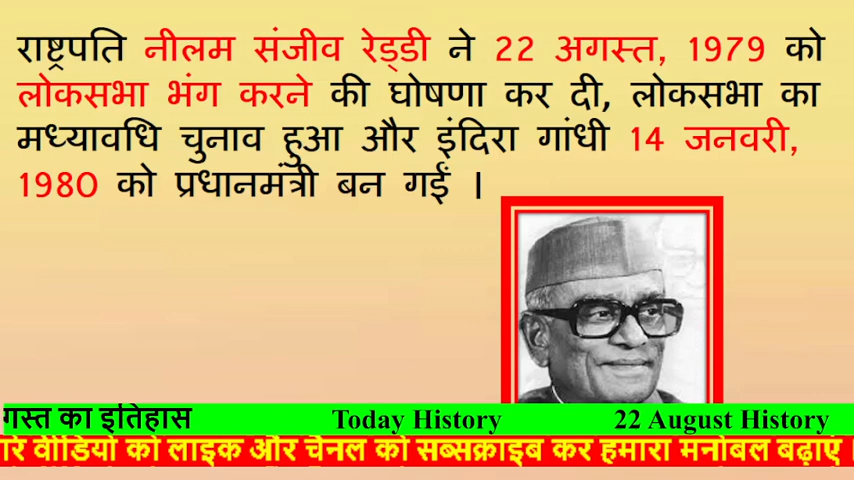 राष्ट्रपति नीलम संजीव रेड्डी ने 22 अगस्त, 1979 को
लोकसभा भंग करने की घोषणा कर दी, लोकसभा का
मध्यावधि चुनाव हुआ और इंदिरा गांधी 14 जनवरी,
1980 को प्रधानमंत्री बन गईं ।
गस्त का इतिहास Today History 22 August History
वीडियो को लाइक और चैनल को सब्सक्राइब कर हमारा मनोबल बढ़ाएं